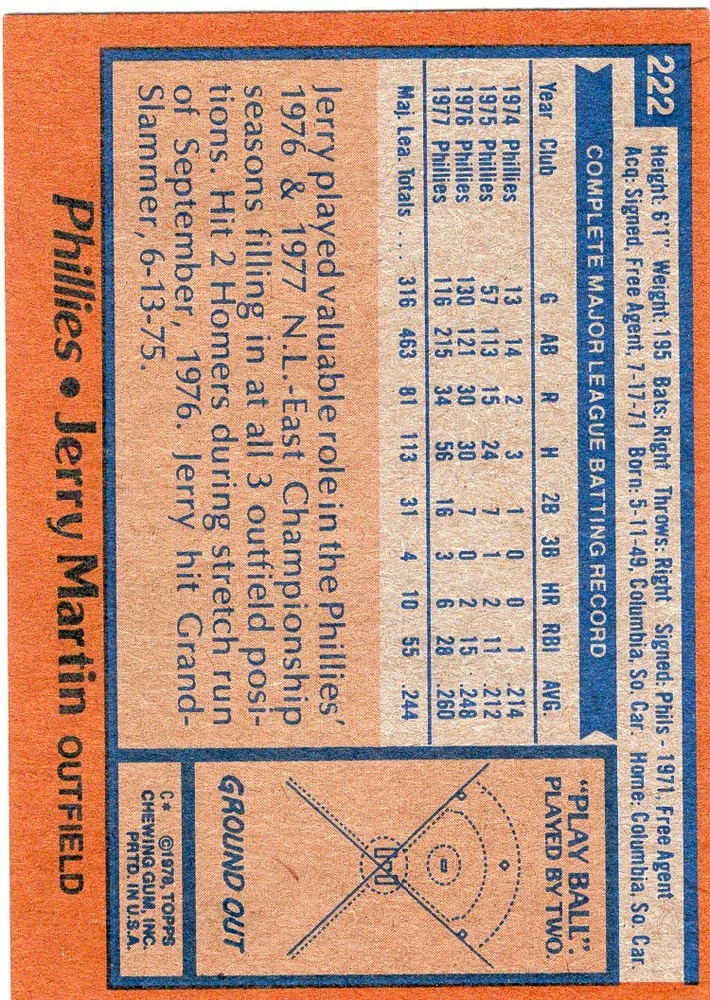 222
Height: 6'1" Weight: 195 Bats: Right Throws: Right Signed: Phils - 1971, Free Agent
Acq: Signed, Free Agent, 7-17-71 Born: 5-11-49, Columbia, So. Car. Home: Columbia, So. Car.
COMPLETE MAJOR LEAGUE BATTING RECORD
Year Club G AB R H 2B 3B HR RBI AVG.
1974 Phillies 13 14 2 3 1 0 0 1 .214
1975 Phillies 57 113 15 24 7 1 2 11 .212
1976 Phillies 130 121 30 30 7 0 2 15 .248
1977 Phillies 116 215 34 56 16 3 6 28 .260
Maj. Lea. Totals .... 316 463 81 113 31 4 10 55 .244
Jerry played valuable role in the Phillies'
1976 & 1977 N.L.-East Championship
seasons filling in at all 3 outfield posi-
tions. Hit 2 Homers during stretch run
of September, 1976. Jerry hit Grand-
Slammer, 6-13-75.
"PLAY BALL".
PLAYED BY TWO.
GROUND OUT
C* ©1978, TOPPS
CHEWING GUM, INC.
PRTD. IN U.S.A.
Phillies • Jerry Martin OUTFIELD